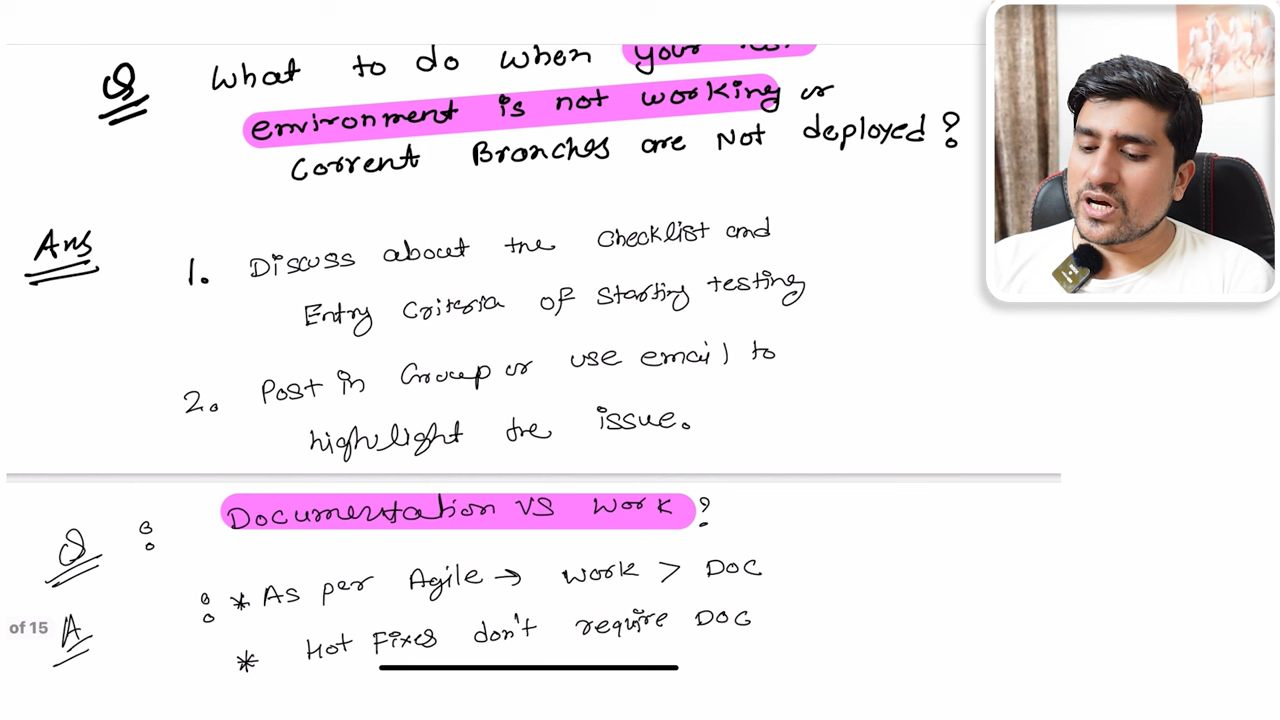 Q What to do when your test
environment is not working or
Corrent Branches are Not deployed?
Ans
1. Discuss about the checklist and
Entry Criteria of starting testing
2. Post in Group or use email to
highlight the issue.
Q : Documentation VS Work ?
A : * As per Agile → Work > DOC
* Hot Fixes don't require DOC
of 15